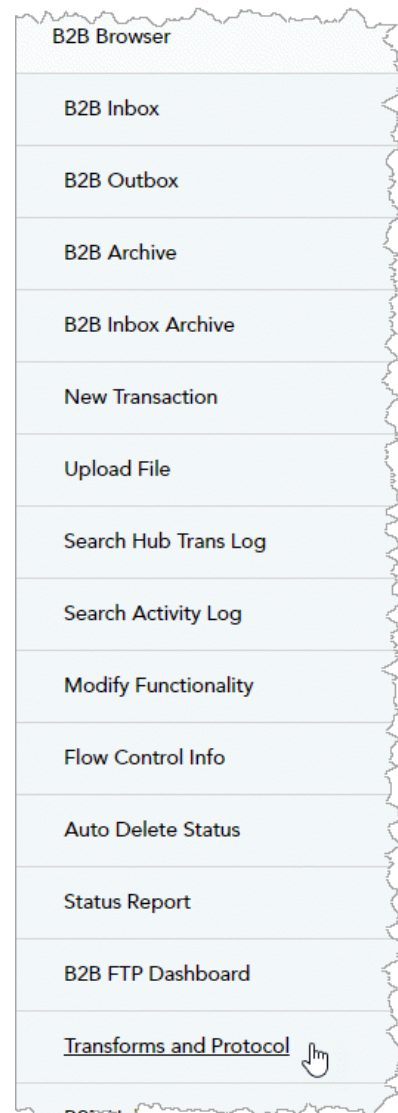 B2B Browser
B2B Inbox
B2B Outbox
B2B Archive
B2B Inbox Archive
New Transaction
Upload File
Search Hub Trans Log
Search Activity Log
Modify Functionality
Flow Control Info
Auto Delete Status
Status Report
B2B FTP Dashboard
Transforms and Protocol